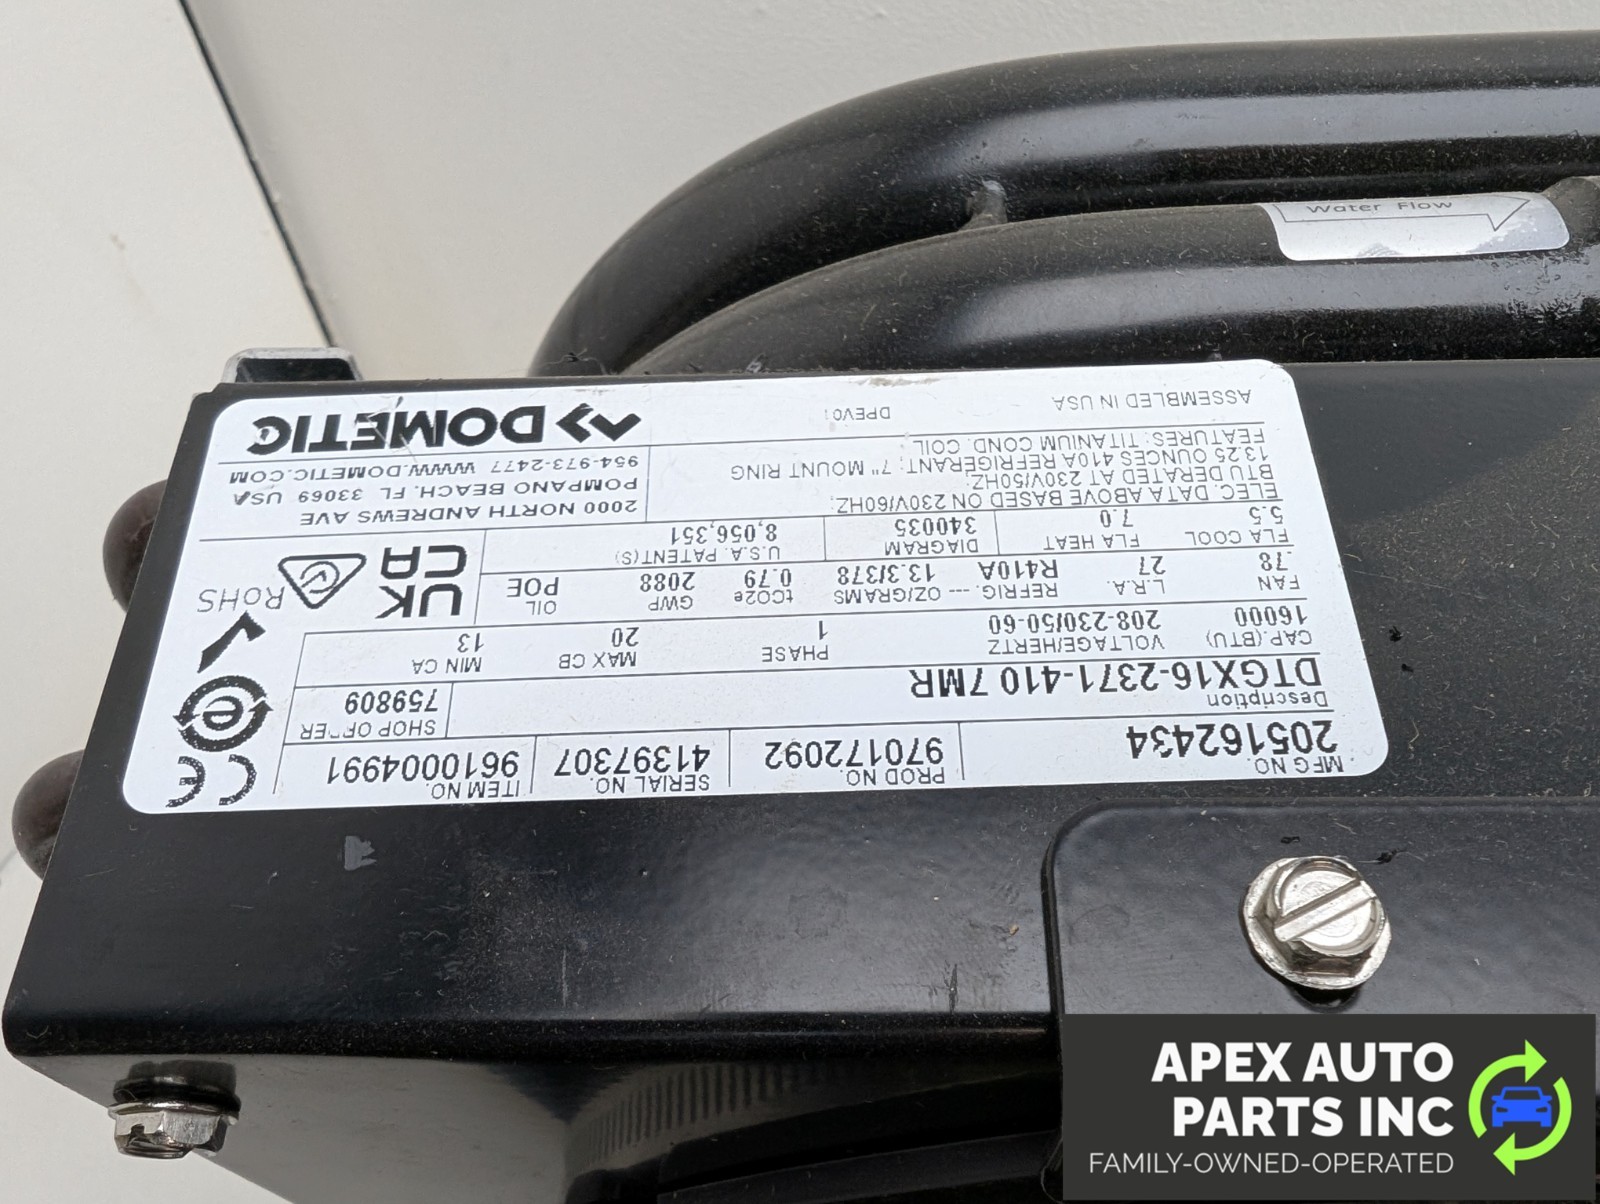 MFG NO. PROD NO. SERIAL NO. ITEM NO.
205162434 970172092 41397307 9610004991
Description SHOP ORDER
DTGX16-2371-410 7MR 759809
CAP.(BTU) VOLTAGE/HERTZ PHASE MAX CB MIN CA
16000 208-230/50-60 1 20 13
FAN L.R.A. REFRIG. --- OZ/GRAMS tCO2e GWP OIL
.78 27 R410A 13.3/378 0.79 2088 POE
FLA COOL FLA HEAT DIAGRAM U.S.A. PATENT(S)
5.5 7.0 340035 8,056,351
ELEC. DATA ABOVE BASED ON 230V/60HZ;
BTU DERATED AT 230V/50HZ;
13.25 OUNCES 410A REFRIGERANT; 7" MOUNT RING
FEATURES: TITANIUM COND. COIL
ASSEMBLED IN USA DPEV01
CE
e
RoHS
UK
CA
2000 NORTH ANDREWS AVE
POMPANO BEACH, FL 33069 USA
954-973-2477 WWW.DOMETIC.COM
DOMETIC
Water Flow
APEX AUTO
PARTS INC
FAMILY-OWNED-OPERATED